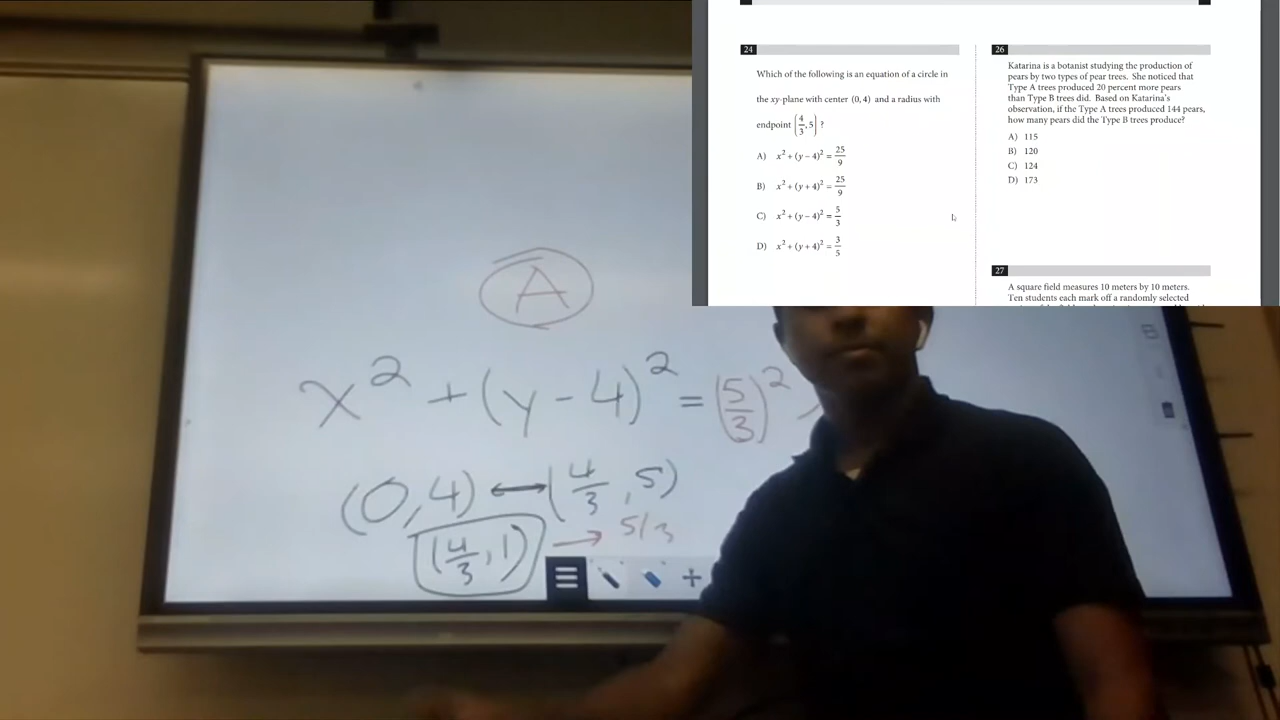 24
Which of the following is an equation of a circle in
the xy-plane with center (0, 4) and a radius with
endpoint (4/3, 5) ?
A) x² + (y − 4)² = 25/9
B) x² + (y + 4)² = 25/9
C) x² + (y − 4)² = 5/3
D) x² + (y + 4)² = 3/5
26
Katarina is a botanist studying the production of
pears by two types of pear trees. She noticed that
Type A trees produced 20 percent more pears
than Type B trees did. Based on Katarina's
observation, if the Type A trees produced 144 pears,
how many pears did the Type B trees produce?
A) 115
B) 120
C) 124
D) 173
27
A square field measures 10 meters by 10 meters.
Ten students each mark off a randomly selected
A
x² + (y − 4)² = (5/3)²
(0,4) ↔ (4/3, 5)
(4/3, 1) → 5/3